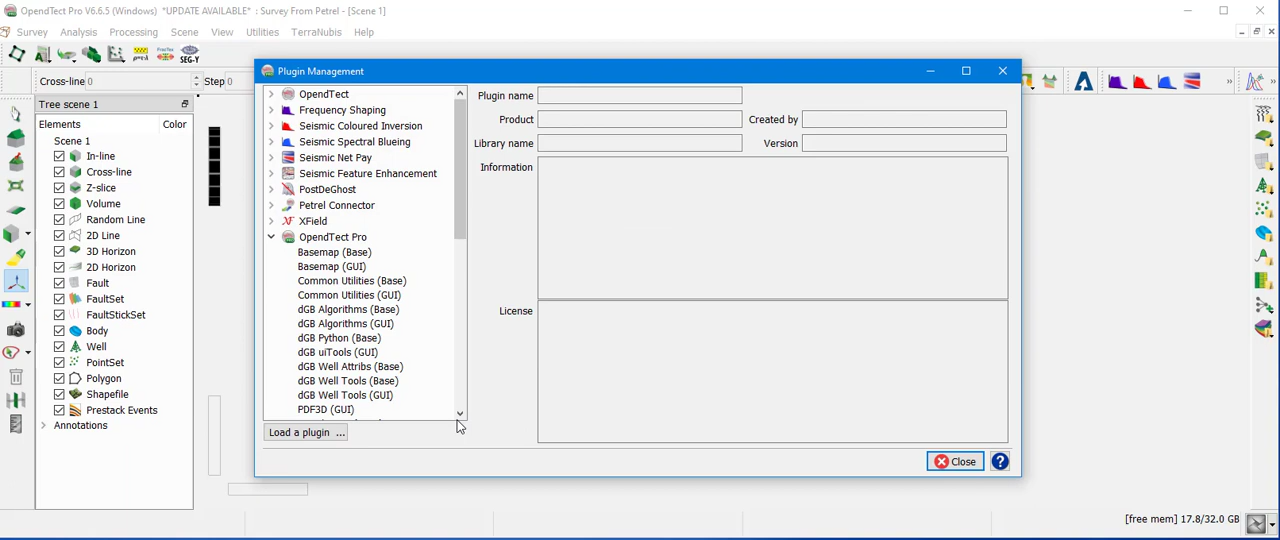 OpendTect Pro V6.6.5 (Windows) *UPDATE AVAILABLE* : Survey From Petrel - [Scene 1]
Survey Analysis Processing Scene View Utilities TerraNubis Help
SEG-Y
Cross-line 0 Step 0
Tree scene 1
Elements Color
Scene 1
In-line
Cross-line
Z-slice
Volume
Random Line
2D Line
3D Horizon
2D Horizon
Fault
FaultSet
FaultStickSet
Body
Well
PointSet
Polygon
Shapefile
Prestack Events
Annotations
Plugin Management
OpendTect
Frequency Shaping
Seismic Coloured Inversion
Seismic Spectral Blueing
Seismic Net Pay
Seismic Feature Enhancement
PostDeGhost
Petrel Connector
XF XField
OpendTect Pro
Basemap (Base)
Basemap (GUI)
Common Utilities (Base)
Common Utilities (GUI)
dGB Algorithms (Base)
dGB Algorithms (GUI)
dGB Python (Base)
dGB uiTools (GUI)
dGB Well Attribs (Base)
dGB Well Tools (Base)
dGB Well Tools (GUI)
PDF3D (GUI)
Load a plugin ...
Plugin name
Product Created by
Library name Version
Information
License
Close ?
[free mem] 17.8/32.0 GB